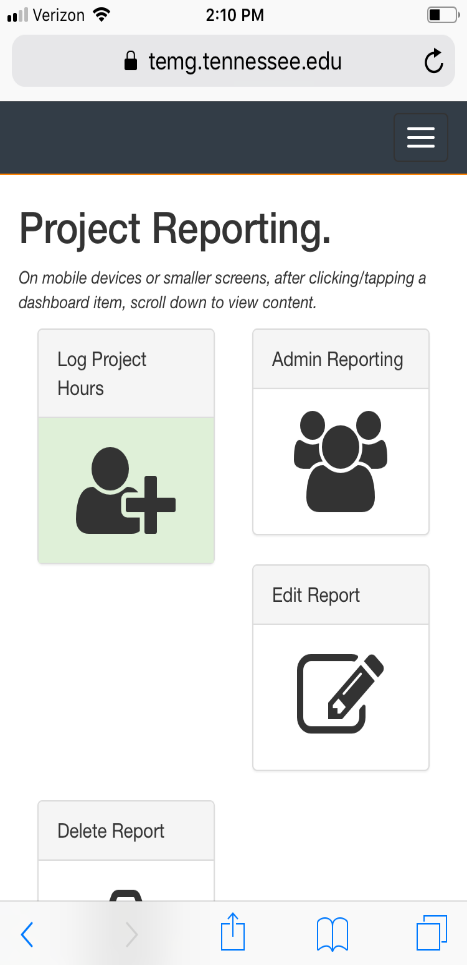 Verizon 2:10 PM
temg.tennessee.edu
Project Reporting.
On mobile devices or smaller screens, after clicking/tapping a
dashboard item, scroll down to view content.
Log Project
Hours
Admin Reporting
Edit Report
Delete Report